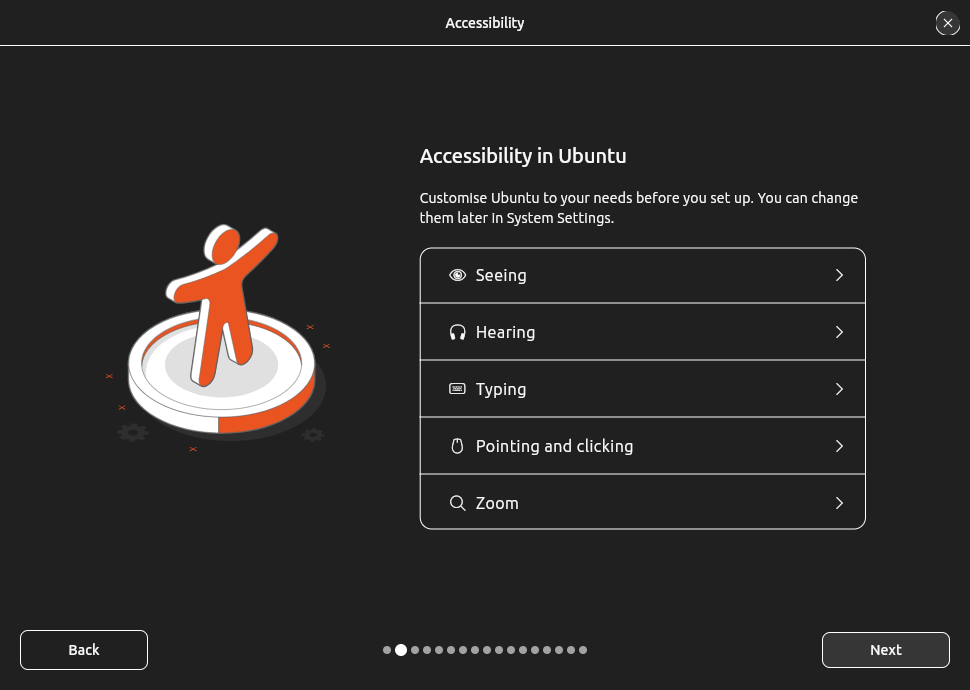 Accessibility
Accessibility in Ubuntu
Customise Ubuntu to your needs before you set up. You can change
them later in System Settings.
Seeing
Hearing
Typing
Pointing and clicking
Zoom
Back
Next